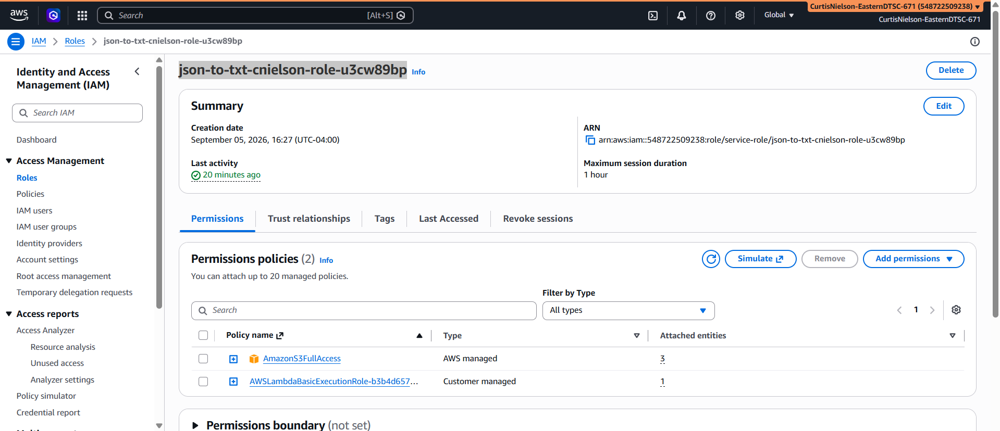 aws
Search
[Alt+S]
Global
CurtisNielson-EasternDTSC-671 (548722509238)
CurtisNielson-EasternDTSC-671
IAM
Roles
json-to-txt-cnielson-role-u3cw89bp
Identity and Access
Management (IAM)
Search IAM
Dashboard
Access Management
Roles
Policies
IAM users
IAM user groups
Identity providers
Account settings
Root access management
Temporary delegation requests
Access reports
Access Analyzer
Resource analysis
Unused access
Analyzer settings
Policy simulator
Credential report
json-to-txt-cnielson-role-u3cw89bp Info
Delete
Summary
Edit
Creation date
September 05, 2026, 16:27 (UTC-04:00)
ARN
arn:aws:iam::548722509238:role/service-role/json-to-txt-cnielson-role-u3cw89bp
Last activity
20 minutes ago
Maximum session duration
1 hour
Permissions
Trust relationships
Tags
Last Accessed
Revoke sessions
Permissions policies (2) Info
Simulate
Remove
Add permissions
You can attach up to 20 managed policies.
Filter by Type
Search
All types
1
Policy name
Type
Attached entities
AmazonS3FullAccess
AWS managed
3
AWSLambdaBasicExecutionRole-b3b4d657...
Customer managed
1
Permissions boundary (not set)